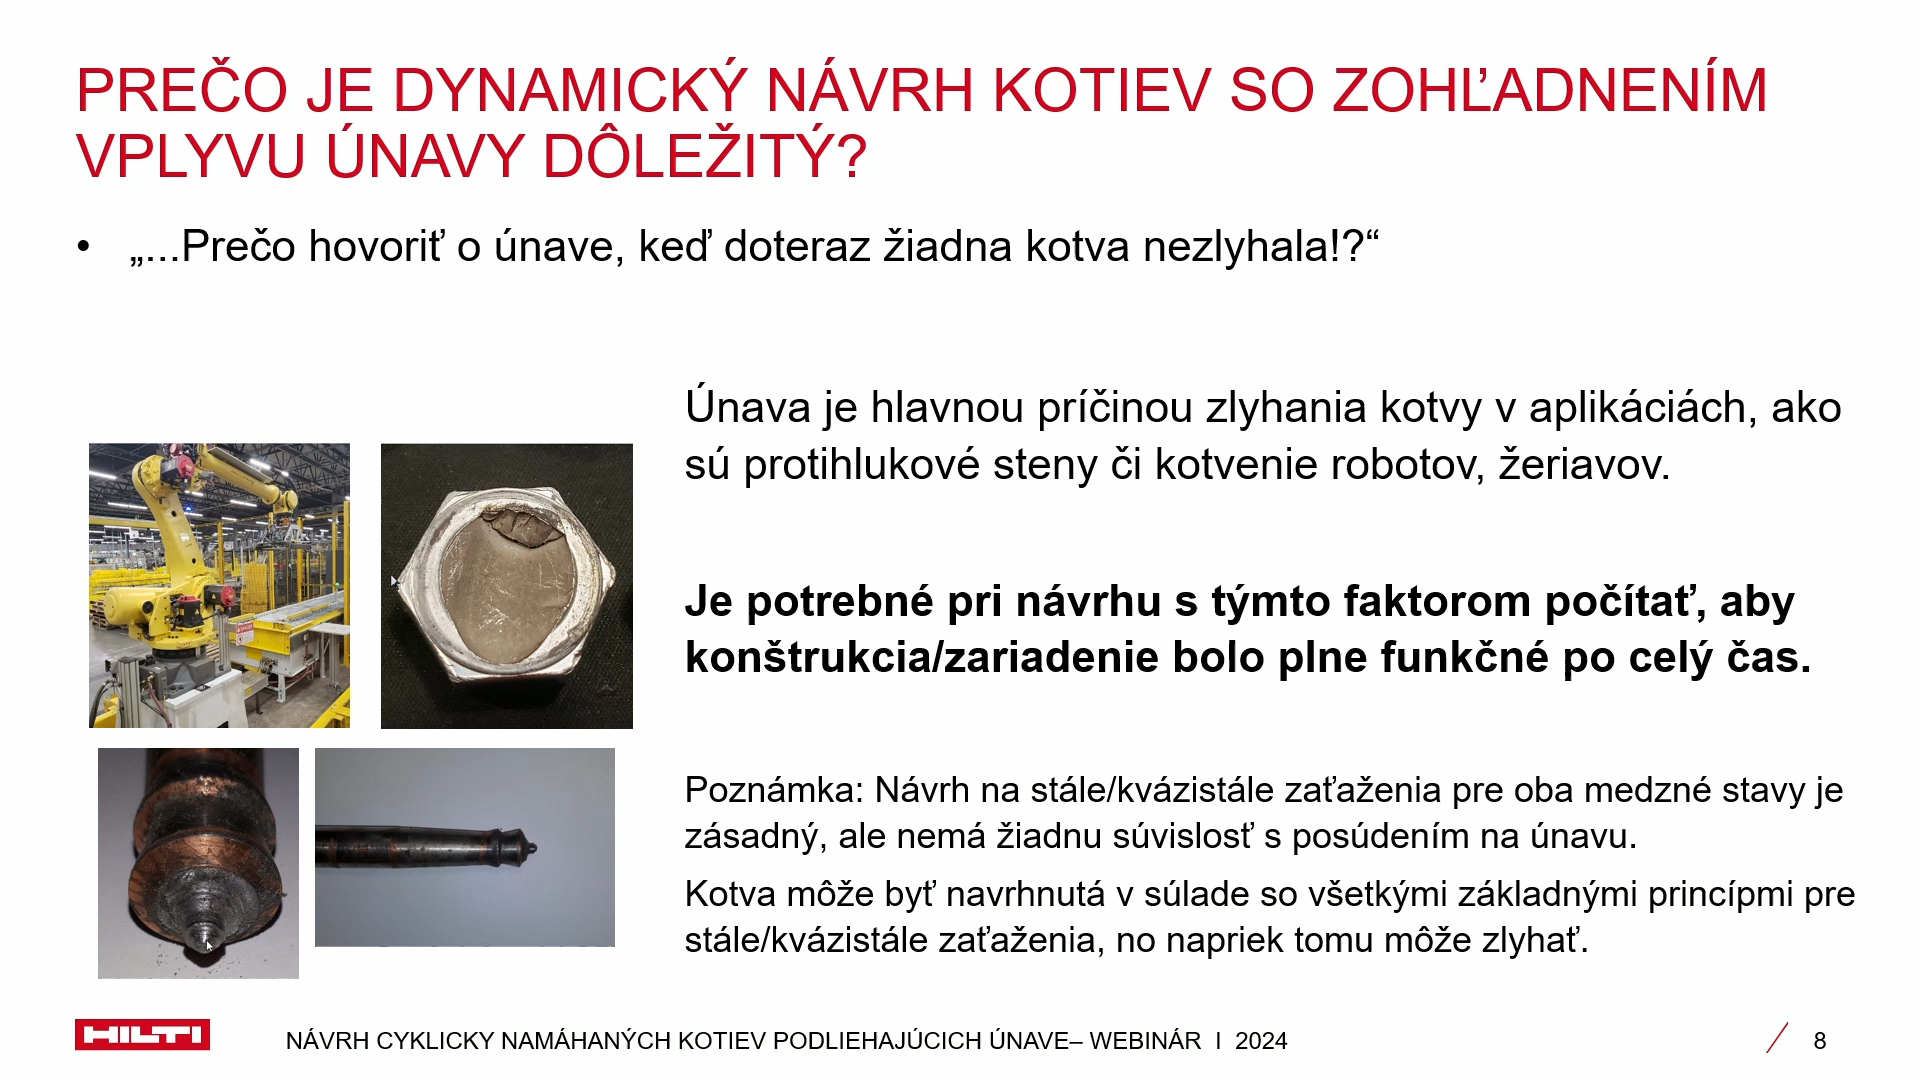 PREČO JE DYNAMICKÝ NÁVRH KOTIEV SO ZOHĽADNENÍM
VPLYVU ÚNAVY DÔLEŽITÝ?
• „...Prečo hovoriť o únave, keď doteraz žiadna kotva nezlyhala!?“
Únava je hlavnou príčinou zlyhania kotvy v aplikáciách, ako
sú protihlukové steny či kotvenie robotov, žeriavov.
Je potrebné pri návrhu s týmto faktorom počítať, aby
konštrukcia/zariadenie bolo plne funkčné po celý čas.
Poznámka: Návrh na stále/kvázistále zaťaženia pre oba medzné stavy je
zásadný, ale nemá žiadnu súvislosť s posúdením na únavu.
Kotva môže byť navrhnutá v súlade so všetkými základnými princípmi pre
stále/kvázistále zaťaženia, no napriek tomu môže zlyhať.
HILTI
NÁVRH CYKLICKY NAMÁHANÝCH KOTIEV PODLIEHAJÚCICH ÚNAVE– WEBINÁR I 2024
8